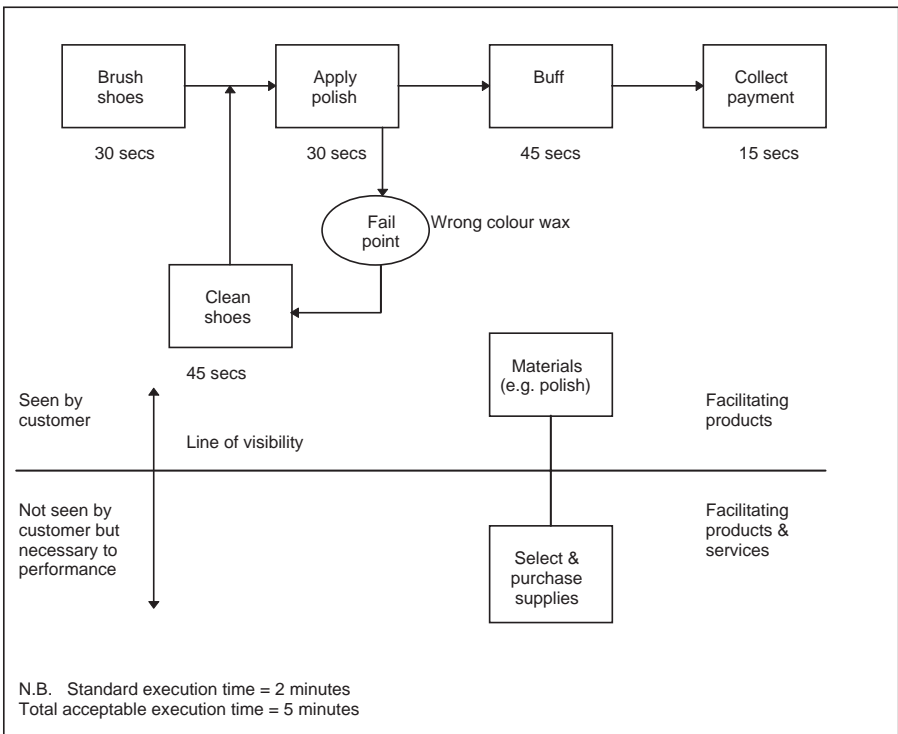 Brush
shoes
Apply
polish
Buff
Collect
payment
30 secs
30 secs
45 secs
15 secs
Fail
point
Wrong colour wax
Clean
shoes
45 secs
Materials
(e.g. polish)
Seen by
customer
Facilitating
products
Line of visibility
Not seen by
customer but
necessary to
performance
Facilitating
products &
services
Select &
purchase
supplies
N.B. Standard execution time = 2 minutes
Total acceptable execution time = 5 minutes